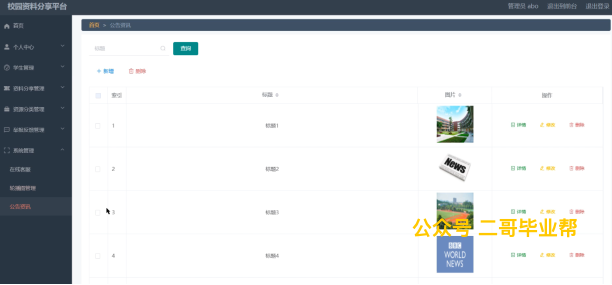 校园资料分享平台
管理员 abo 退出到前台 退出登录
首页
首页 公告资讯
个人中心
标题 查询
学生管理
新增 删除
资料分享管理
索引 标题 图片 操作
资源分类管理
1 标题1 详情 修改 删除
系统管理
在线客服
2 标题2 NEWS 详情 修改 删除
轮播图管理
公告资讯
3 标题3 详情 修改 删除
公众号 二哥毕业帮
4 标题4 BBC WORLD NEWS 详情 修改 删除